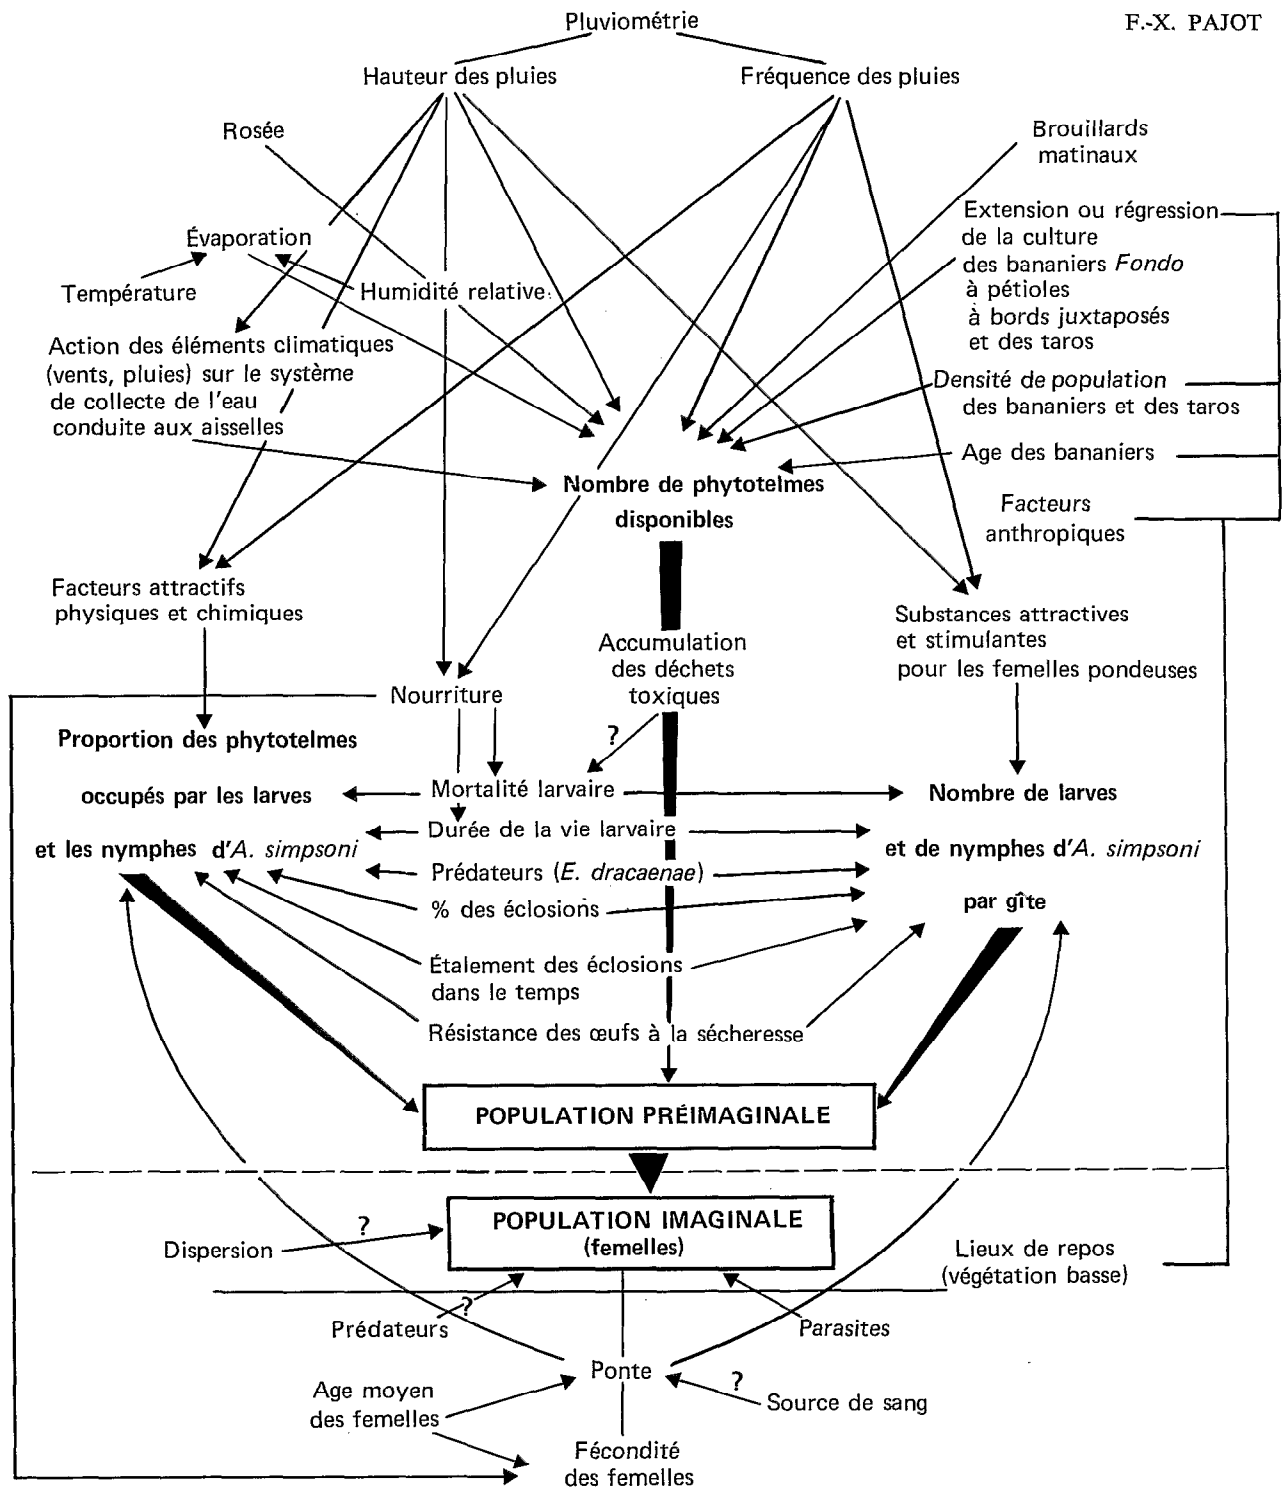 F.-X. PAJOT
Pluviométrie
Hauteur des pluies
Fréquence des pluies
Rosée
Brouillards
matinaux
Extension ou régression
de la culture
des bananiers Fondo
à pétioles
à bords juxtaposés
et des taros
Évaporation
Température
Humidité relative
Action des éléments climatiques
(vents, pluies) sur le système
de collecte de l'eau
conduite aux aisselles
Densité de population
des bananiers et des taros
Age des bananiers
Nombre de phytotelmes
disponibles
Facteurs
anthropiques
Facteurs attractifs
physiques et chimiques
Substances attractives
et stimulantes
pour les femelles pondeuses
Accumulation
des déchets
toxiques
Nourriture
?
Proportion des phytotelmes
occupés par les larves
et les nymphes d'A. simpsoni
Mortalité larvaire
Durée de la vie larvaire
Prédateurs (E. dracaenae)
% des éclosions
Étalement des éclosions
dans le temps
Résistance des œufs à la sécheresse
Nombre de larves
et de nymphes d'A. simpsoni
par gîte
POPULATION PRÉIMAGINALE
POPULATION IMAGINALE
(femelles)
?
Dispersion
Lieux de repos
(végétation basse)
?
Prédateurs
Parasites
Ponte
?
Source de sang
Age moyen
des femelles
Fécondité
des femelles